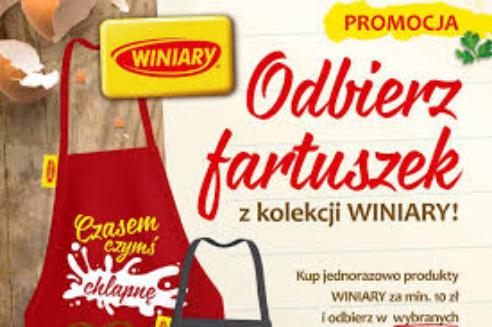 PROMOCJA
WINIARY
Odbierz
fartuszek
z kolekcji WINIARY!
Czasem
czymś
chlapnę
Kup jednorazowo produkty
WINIARY za min. 10 zł
i odbierz w wybranych